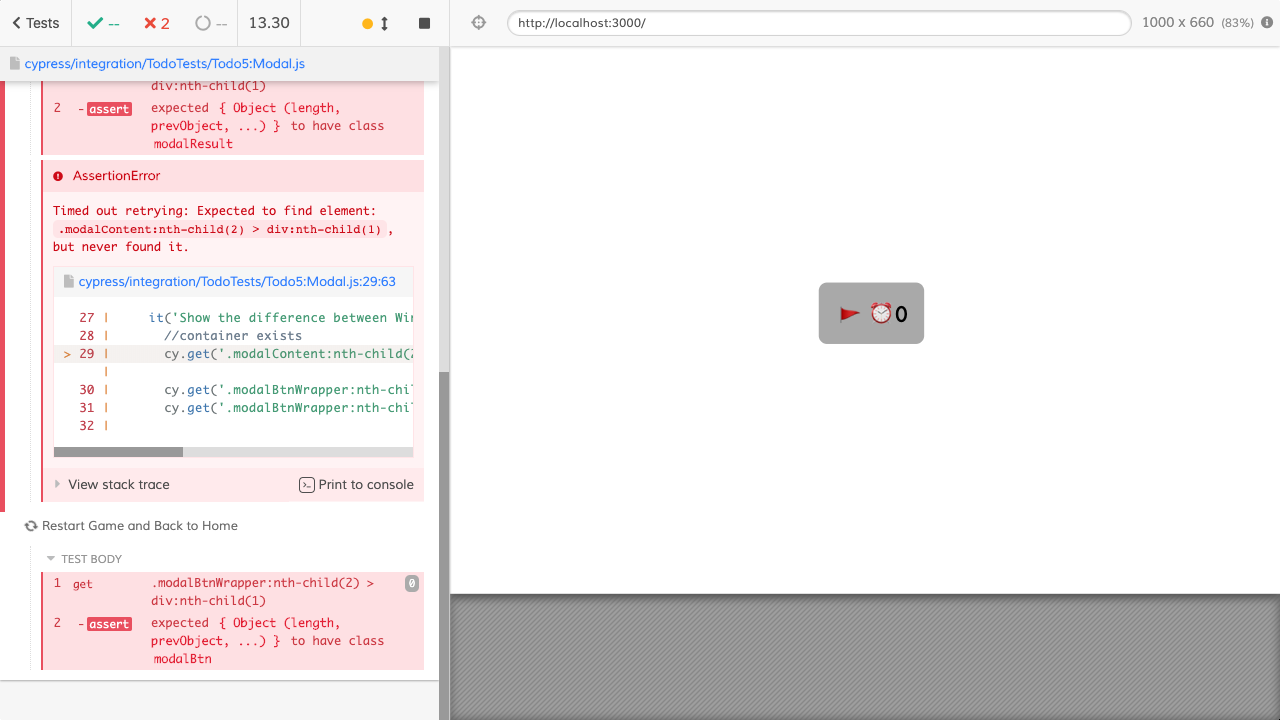 Tests
--
2
--
13.30
http://localhost:3000/
1000 x 660 (83%)
cypress/integration/TodoTests/Todo5:Modal.js
div:nth-child(1)
2 -assert expected { Object (length,
prevObject, ...) } to have class
modalResult
AssertionError
Timed out retrying: Expected to find element:
.modalContent:nth-child(2) > div:nth-child(1),
but never found it.
cypress/integration/TodoTests/Todo5:Modal.js:29:63
27 | it('Show the difference between Win
28 | //container exists
> 29 | cy.get('.modalContent:nth-child(2
|
30 | cy.get('.modalBtnWrapper:nth-chil
31 | cy.get('.modalBtnWrapper:nth-chil
32 |
View stack trace
Print to console
Restart Game and Back to Home
TEST BODY
1 get .modalBtnWrapper:nth-child(2) > 0
div:nth-child(1)
2 -assert expected { Object (length,
prevObject, ...) } to have class
modalBtn
0